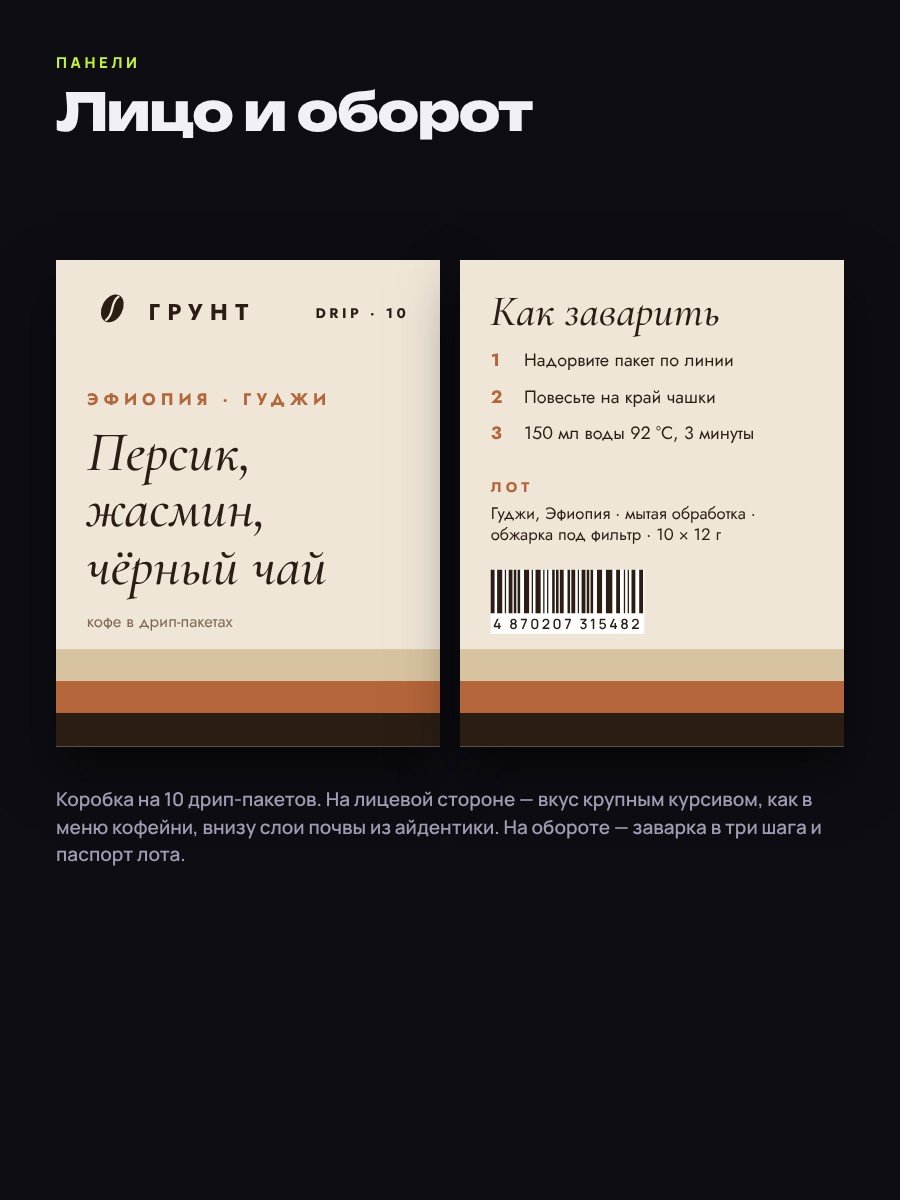 ПАНЕЛИ
Лицо и оборот
ГРУНТ
DRIP · 10
ЭФИОПИЯ · ГУДЖИ
Персик,
жасмин,
чёрный чай
кофе в дрип-пакетах
Как заварить
1 Надорвите пакет по линии
2 Повесьте на край чашки
3 150 мл воды 92 °C, 3 минуты
ЛОТ
Гуджи, Эфиопия · мытая обработка ·
обжарка под фильтр · 10 × 12 г
4 870207 315482
Коробка на 10 дрип-пакетов. На лицевой стороне — вкус крупным курсивом, как в
меню кофейни, внизу слои почвы из айдентики. На обороте — заварка в три шага и
паспорт лота.